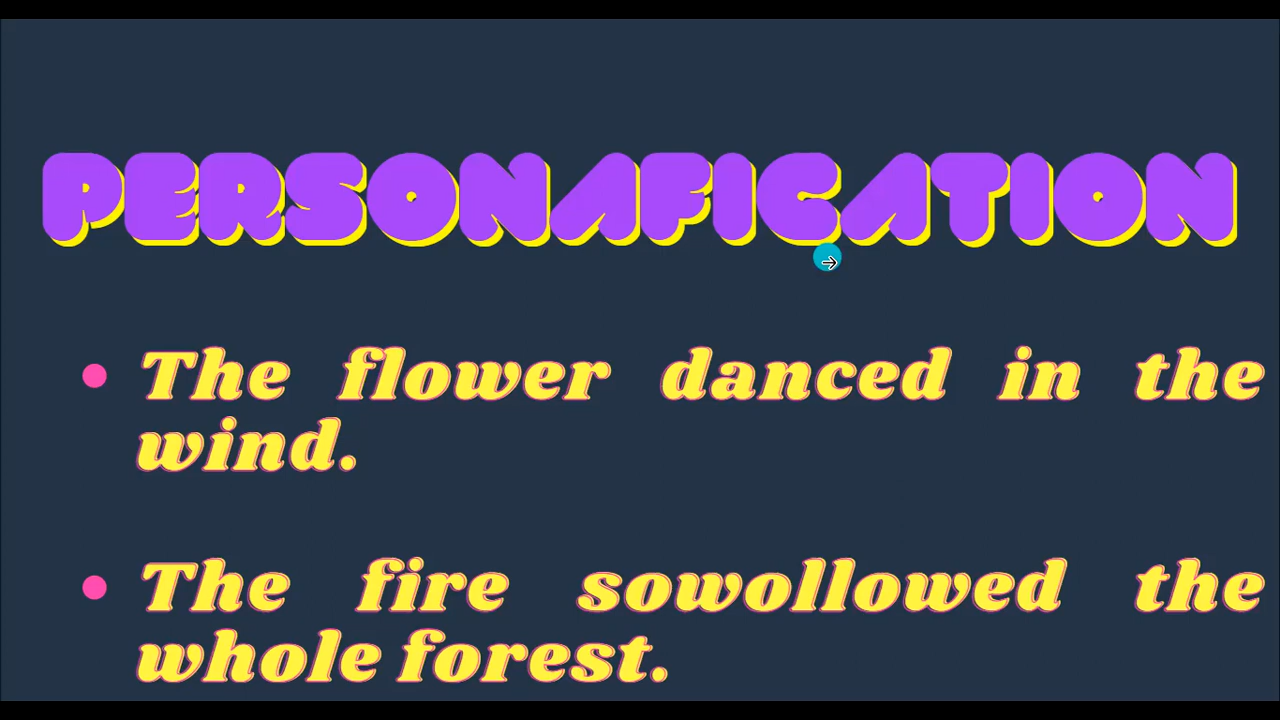 PERSONAFICATION
The flower danced in the
wind.
The fire sowollowed the
whole forest.